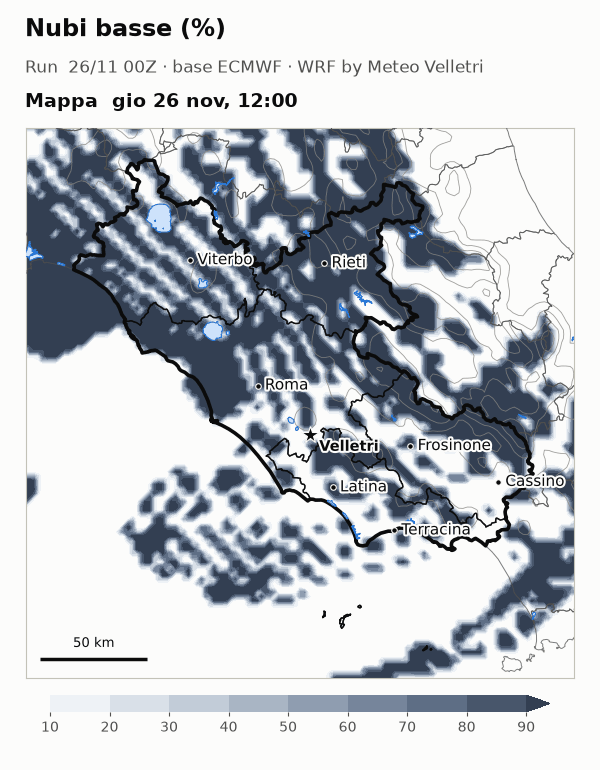 Nubi basse (%)
Run 26/11 00Z · base ECMWF · WRF by Meteo Velletri
Mappa gio 26 nov, 12:00
Viterbo
Rieti
Roma
Velletri
Frosinone
Cassino
Latina
Terracina
50 km
10 20 30 40 50 60 70 80 90